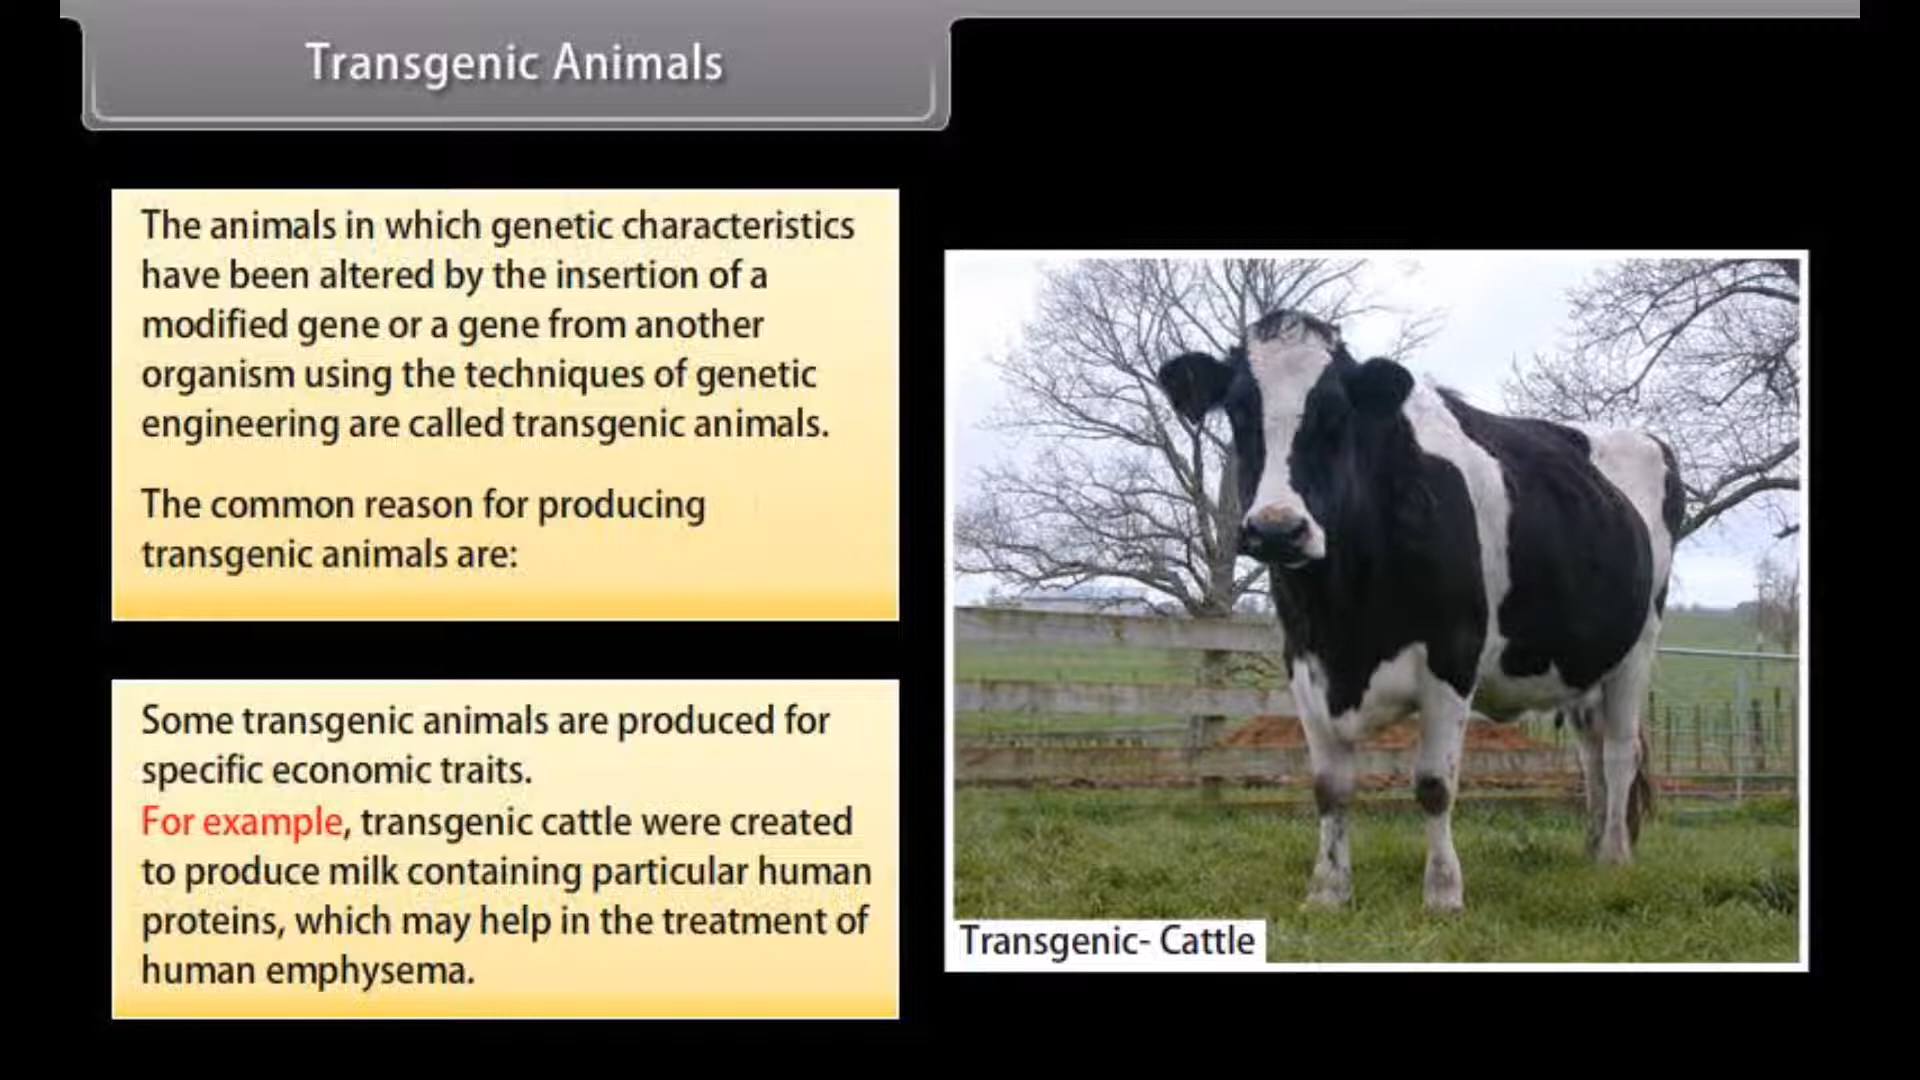 Transgenic Animals
The animals in which genetic characteristics
have been altered by the insertion of a
modified gene or a gene from another
organism using the techniques of genetic
engineering are called transgenic animals.
The common reason for producing
transgenic animals are:
Some transgenic animals are produced for
specific economic traits.
For example, transgenic cattle were created
to produce milk containing particular human
proteins, which may help in the treatment of
human emphysema.
Transgenic- Cattle